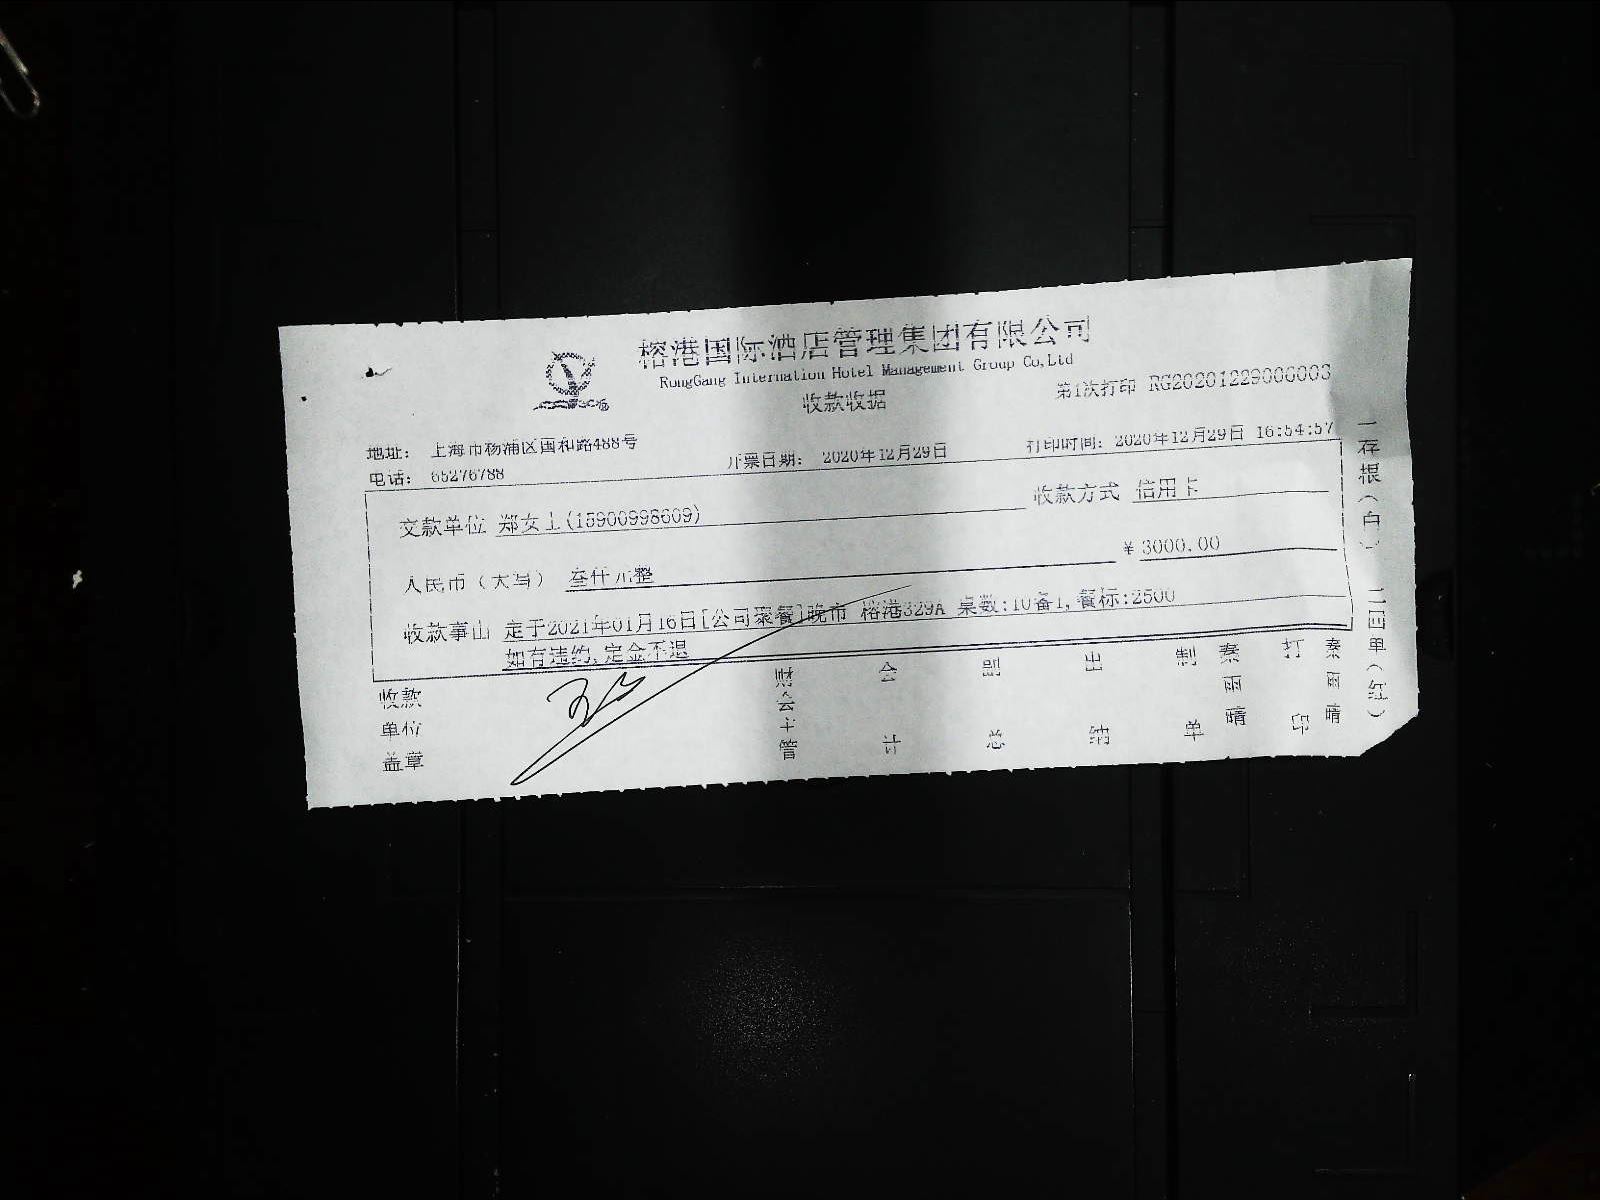 榕港国际酒店管理集团有限公司
RongGang Internation Hotel Management Group Co,Ltd
收款收据
第1次打印 RG20201229000003
地址： 上海市杨浦区国和路488号
电话： 65276788
开票日期： 2020年12月29日
打印时间： 2020年12月29日 16:54:57
交款单位 郑女士(15900998609)
收款方式 信用卡
人民币（大写） 叁仟元整
¥ 3000.00
收款事由 定于2021年01月16日[公司聚餐]晚市 榕港329A 桌数:10备1,餐标:2500
如有违约,定金不退
收款单位盖章
财会主管
会计
副总
出纳
制单 秦雨晴
打印 秦雨晴
一存根（白） 二回单（红）